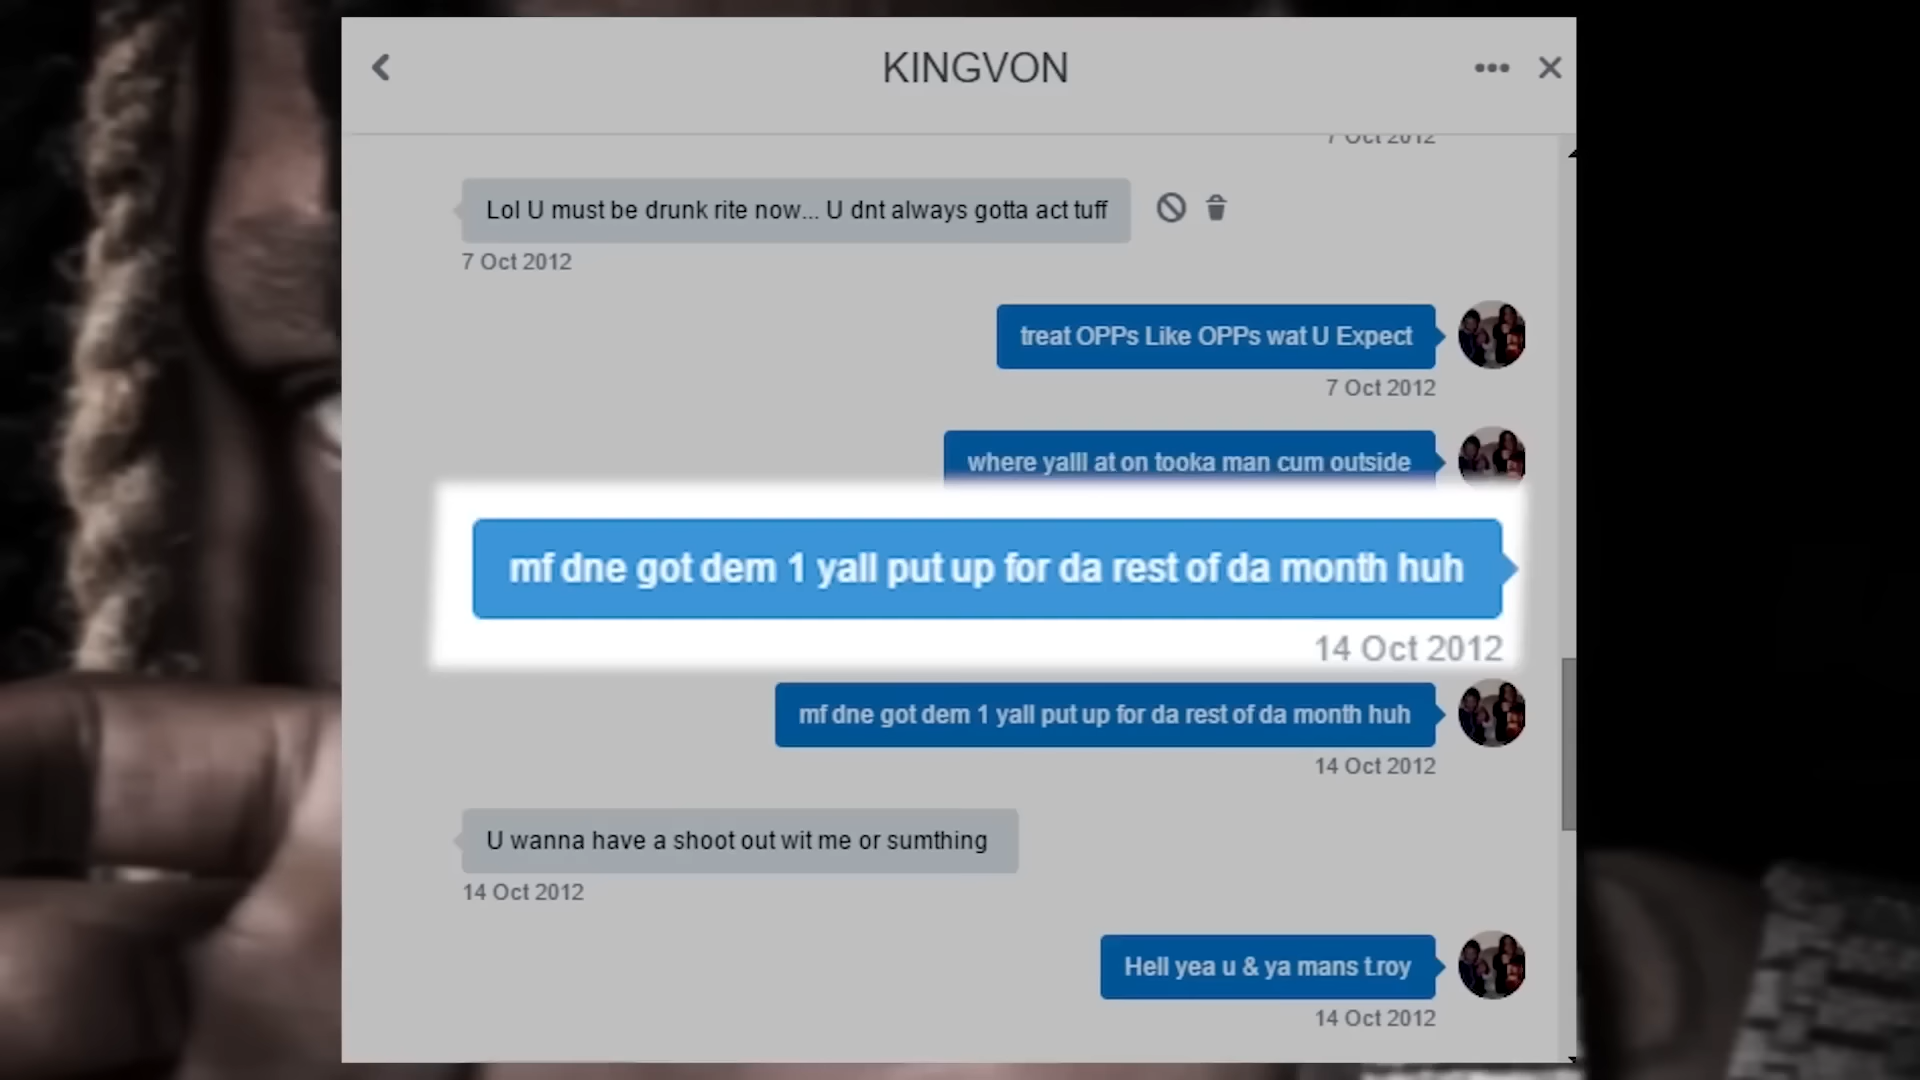 KINGVON
7 Oct 2012
Lol U must be drunk rite now... U dnt always gotta act tuff
7 Oct 2012
treat OPPs Like OPPs wat U Expect
7 Oct 2012
where yalll at on tooka man cum outside
mf dne got dem 1 yall put up for da rest of da month huh
14 Oct 2012
mf dne got dem 1 yall put up for da rest of da month huh
14 Oct 2012
U wanna have a shoot out wit me or sumthing
14 Oct 2012
Hell yea u & ya mans t.roy
14 Oct 2012